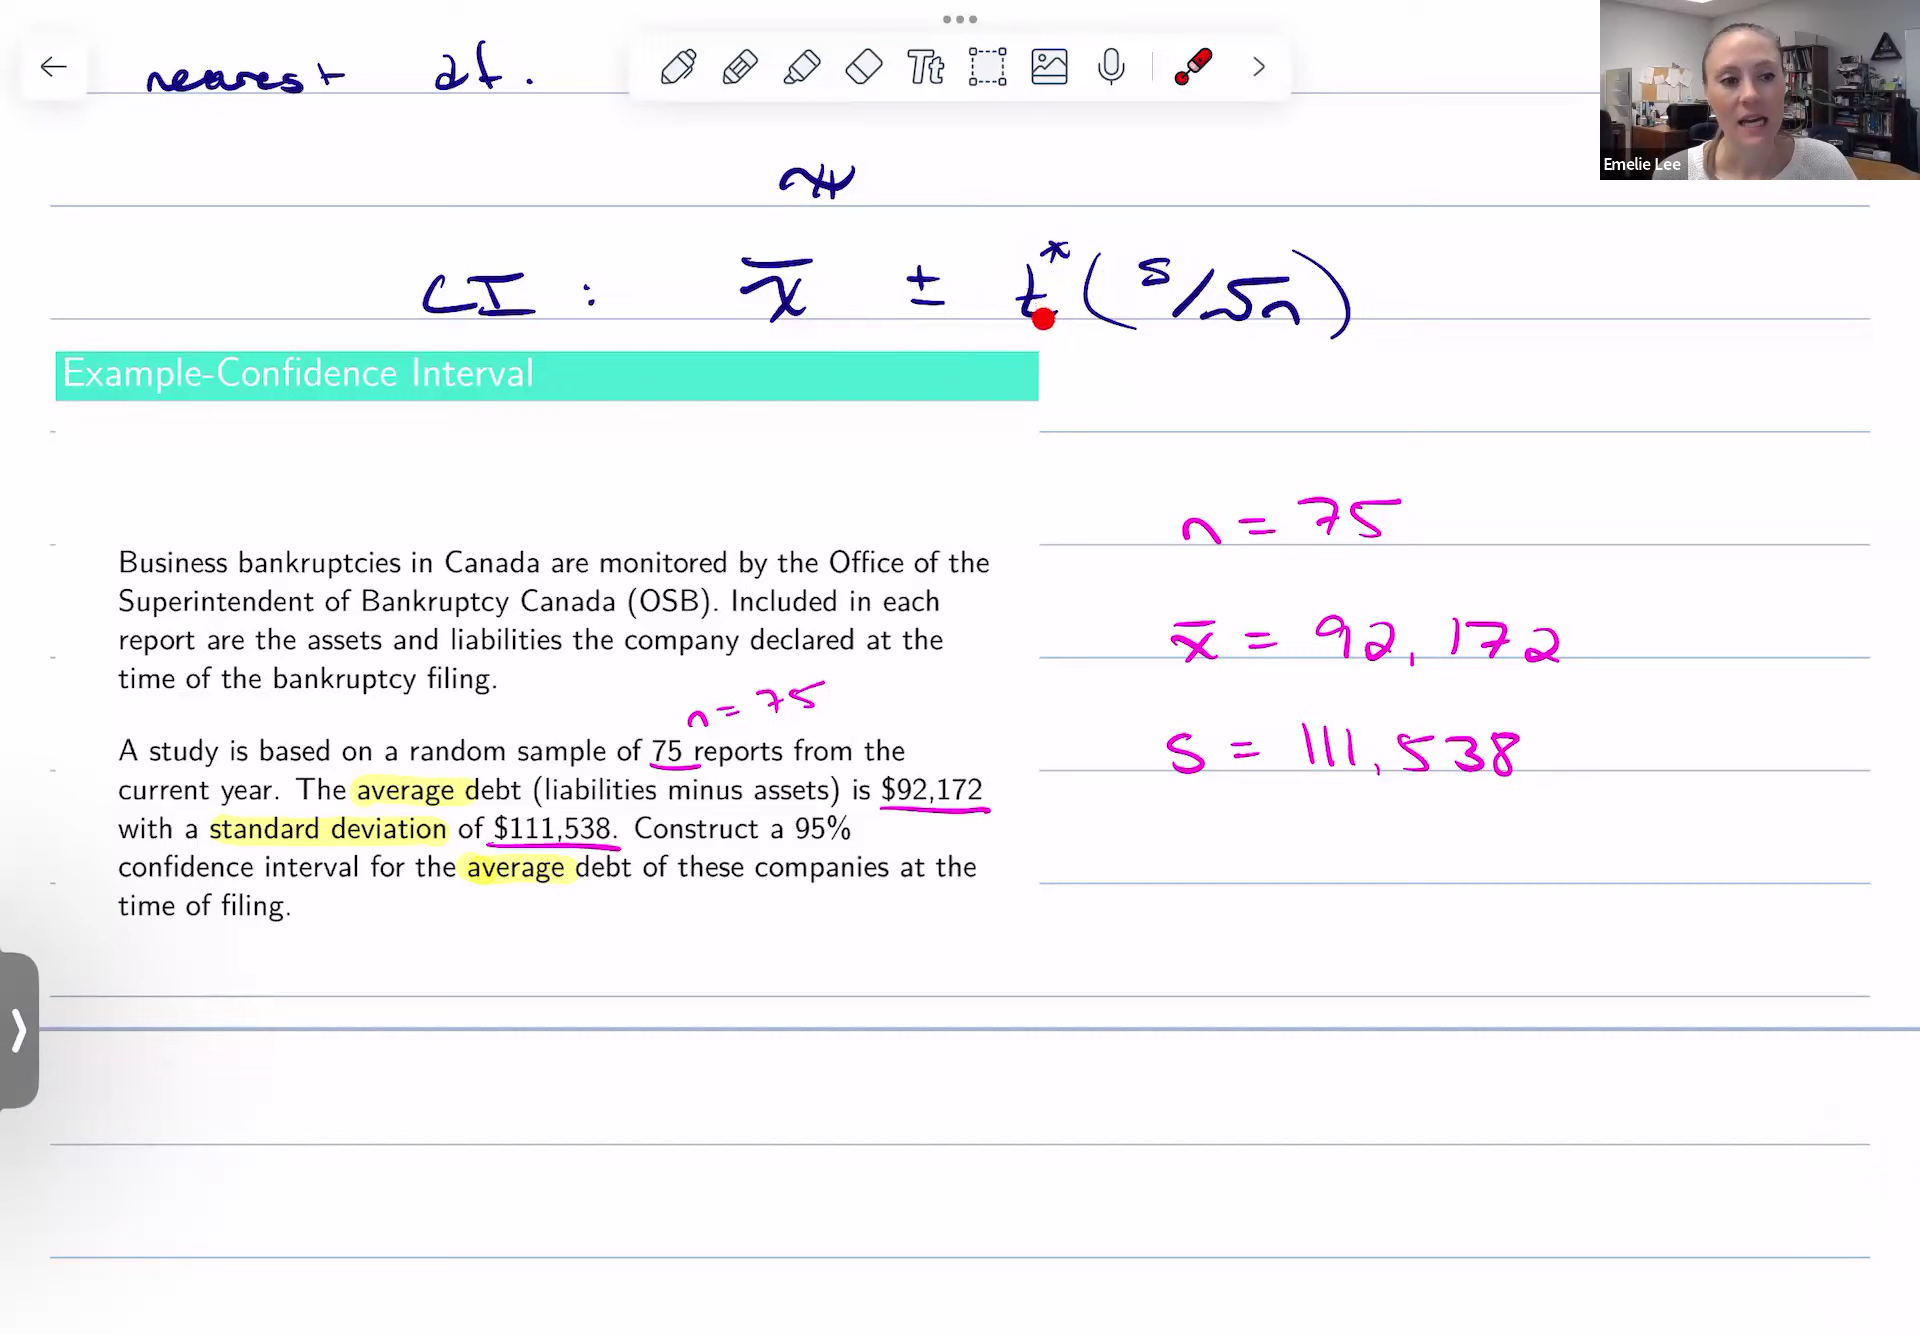 nearest df.
Tt
Emelie Lee
CI : x̄ ± t*(s/√n)
Example-Confidence Interval
Business bankruptcies in Canada are monitored by the Office of the
Superintendent of Bankruptcy Canada (OSB). Included in each
report are the assets and liabilities the company declared at the
time of the bankruptcy filing.
n = 75
A study is based on a random sample of 75 reports from the
current year. The average debt (liabilities minus assets) is $92,172
with a standard deviation of $111,538. Construct a 95%
confidence interval for the average debt of these companies at the
time of filing.
n = 75
x̄ = 92,172
s = 111,538